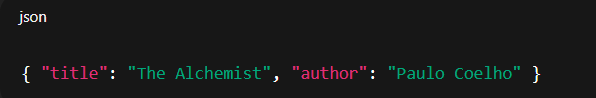 json
{ "title": "The Alchemist", "author": "Paulo Coelho" }